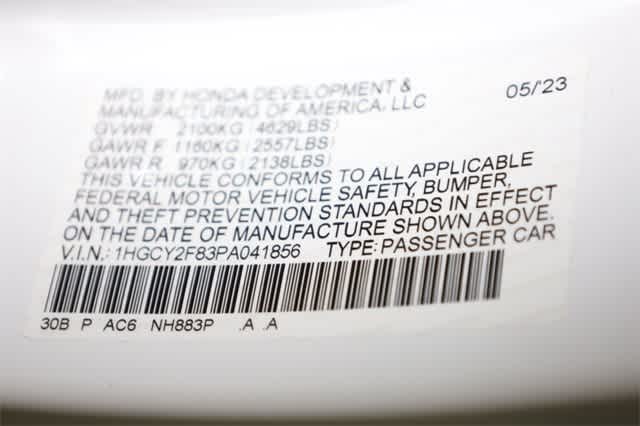 MFD. BY HONDA DEVELOPMENT &
MANUFACTURING OF AMERICA, LLC 05/'23
GVWR 2100KG (4629LBS)
GAWR F 1160KG (2557LBS)
GAWR R 970KG (2138LBS)
THIS VEHICLE CONFORMS TO ALL APPLICABLE
FEDERAL MOTOR VEHICLE SAFETY, BUMPER,
AND THEFT PREVENTION STANDARDS IN EFFECT
ON THE DATE OF MANUFACTURE SHOWN ABOVE.
V.I.N.: 1HGCY2F83PA041856 TYPE: PASSENGER CAR
30B P AC6 NH883P .A .A